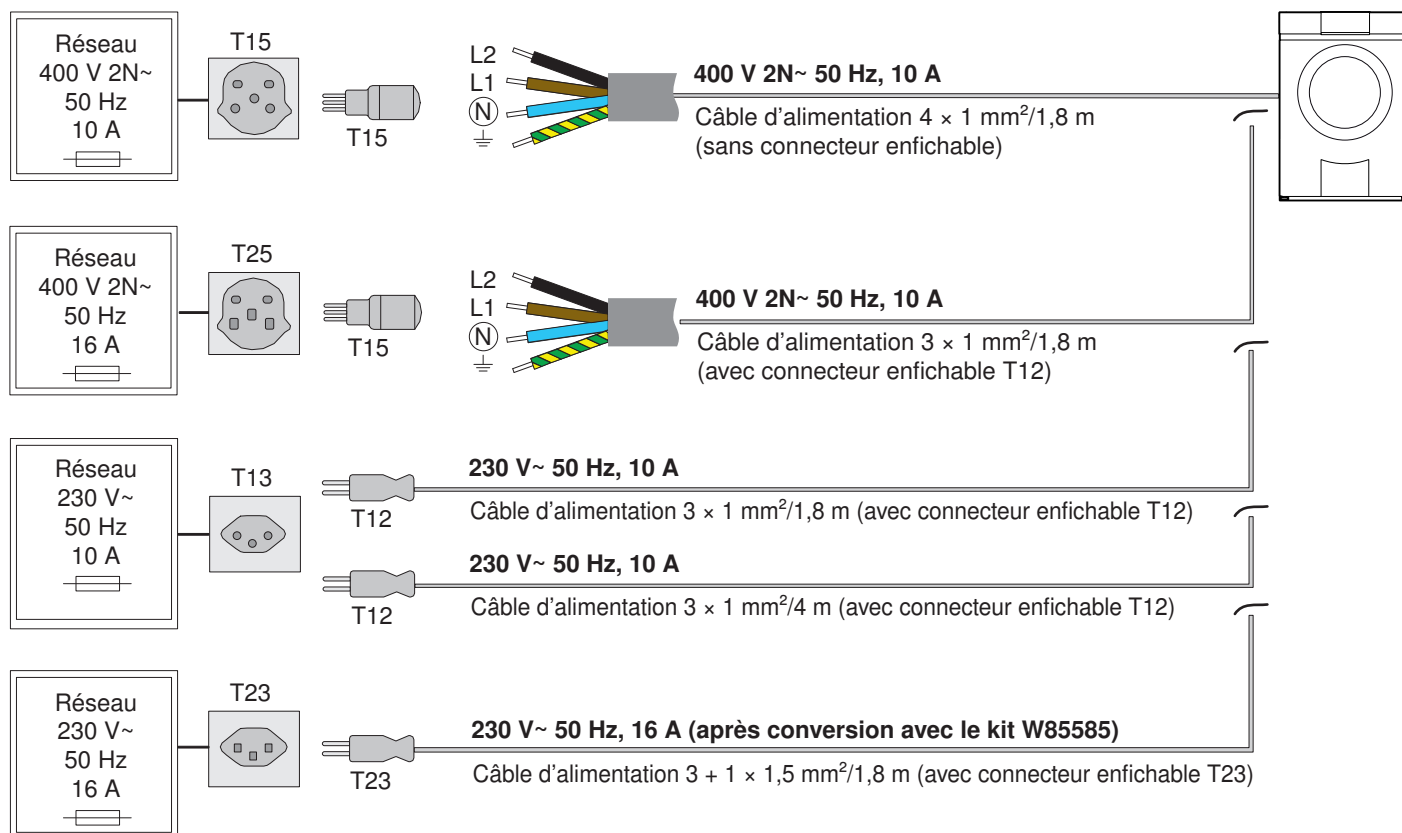 Réseau
400 V 2N~
50 Hz
10 A
T15
T15
L2
L1
N
400 V 2N~ 50 Hz, 10 A
Câble d'alimentation 4 × 1 mm²/1,8 m
(sans connecteur enfichable)
Réseau
400 V 2N~
50 Hz
16 A
T25
T15
L2
L1
N
400 V 2N~ 50 Hz, 10 A
Câble d'alimentation 3 × 1 mm²/1,8 m
(avec connecteur enfichable T12)
Réseau
230 V~
50 Hz
10 A
T13
T12
230 V~ 50 Hz, 10 A
Câble d'alimentation 3 × 1 mm²/1,8 m (avec connecteur enfichable T12)
T12
230 V~ 50 Hz, 10 A
Câble d'alimentation 3 × 1 mm²/4 m (avec connecteur enfichable T12)
Réseau
230 V~
50 Hz
16 A
T23
T23
230 V~ 50 Hz, 16 A (après conversion avec le kit W85585)
Câble d'alimentation 3 + 1 × 1,5 mm²/1,8 m (avec connecteur enfichable T23)